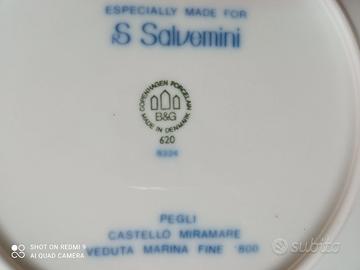 ESPECIALLY MADE FOR
S Salvemini
COPENHAGEN PORCELAIN
B&G
MADE IN DENMARK
620
8224
PEGLI
CASTELLO MIRAMARE
VEDUTA MARINA FINE '800
SHOT ON REDMI 9
AI QUAD CAMERA
subito